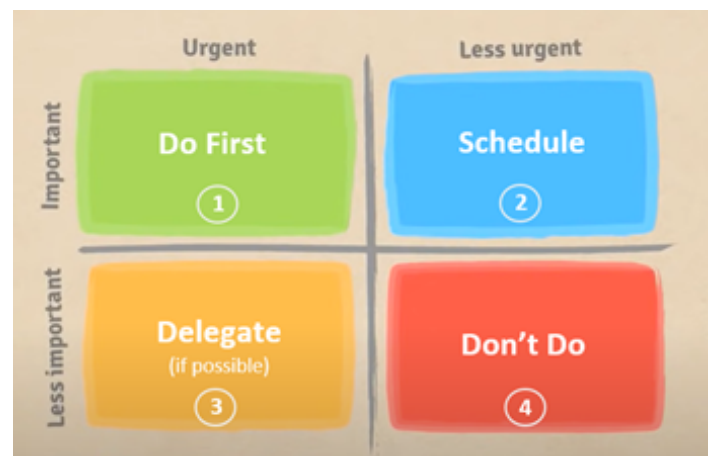 Urgent
Less urgent
Important
Do First
1
Schedule
2
Less important
Delegate
(if possible)
3
Don't Do
4